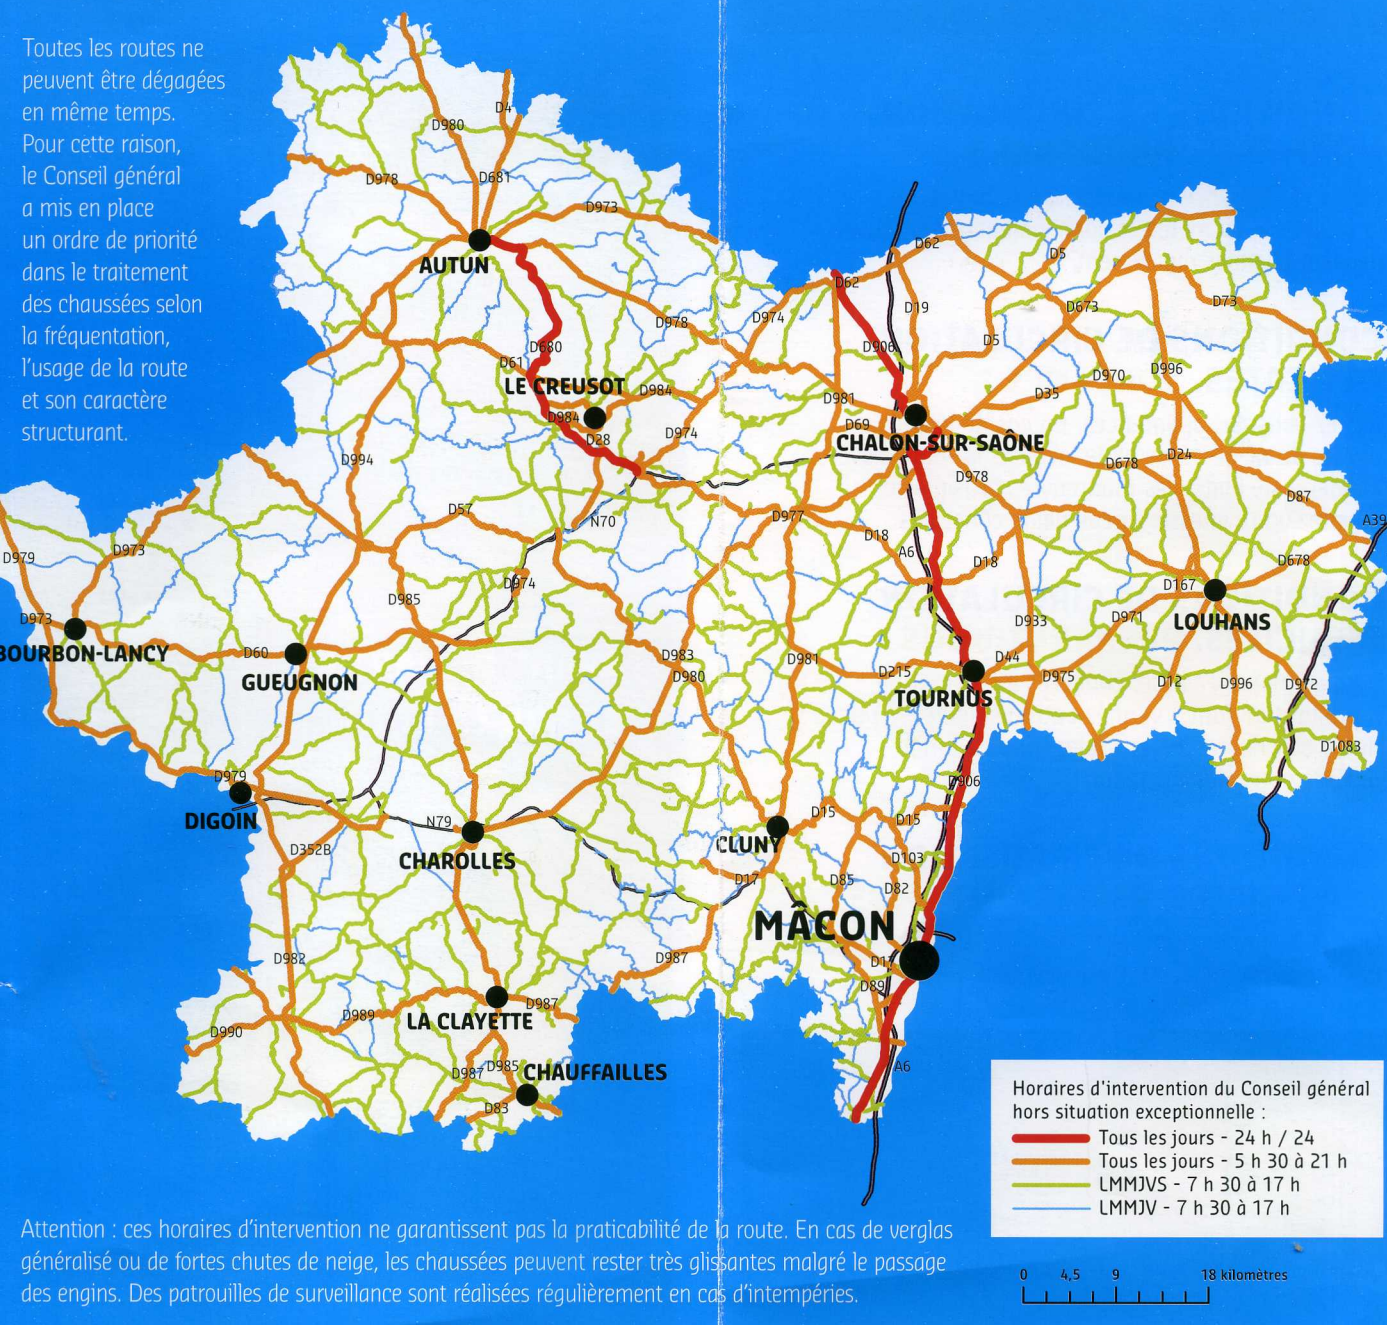 Toutes les routes ne
peuvent être dégagées
en même temps.
Pour cette raison,
le Conseil général
a mis en place
un ordre de priorité
dans le traitement
des chaussées selon
la fréquentation,
l'usage de la route
et son caractère
structurant.
D4
D980
D978
D681
D973
AUTUN
D62
D5
D62
D974
D19
D673
D73
D978
D680
D906
D5
D61
D996
D970
LE CREUSOT
D984
D981
D35
D984
D69
D28
D974
CHALON-SUR-SAÔNE
D994
D678
D24
D978
D87
D57
N70
D977
A39
D18
A6
D979
D973
D18
D678
D974
D167
D985
D973
D933
D971
LOUHANS
BOURBON-LANCY
D60
D983
D981
D44
GUEUGNON
D980
D215
D975
D12
D996
D972
TOURNUS
D1083
D979
D906
DIGOIN
N79
D15
D15
CHAROLLES
CLUNY
D352B
D103
D17
D85
D82
MÂCON
D982
D987
D17
D89
D987
D989
LA CLAYETTE
D990
D985
D987
CHAUFFAILLES
A6
D83
Horaires d'intervention du Conseil général
hors situation exceptionnelle :
Tous les jours - 24 h / 24
Tous les jours - 5 h 30 à 21 h
LMMJVS - 7 h 30 à 17 h
LMMJV - 7 h 30 à 17 h
Attention : ces horaires d'intervention ne garantissent pas la praticabilité de la route. En cas de verglas
généralisé ou de fortes chutes de neige, les chaussées peuvent rester très glissantes malgré le passage
des engins. Des patrouilles de surveillance sont réalisées régulièrement en cas d'intempéries.
0 4,5 9 18 kilomètres